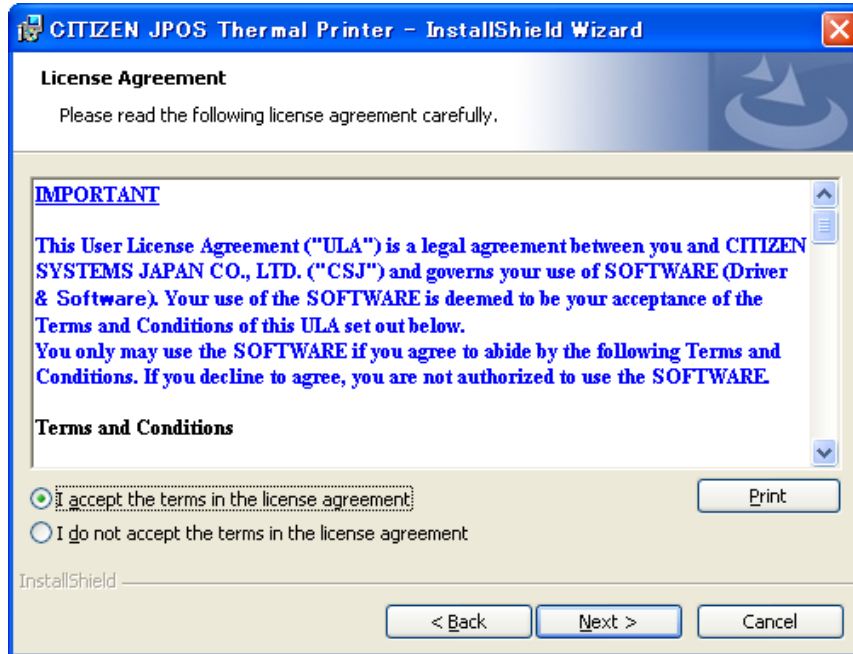 CITIZEN JPOS Thermal Printer - InstallShield Wizard
License Agreement
Please read the following license agreement carefully.
IMPORTANT
This User License Agreement ("ULA") is a legal agreement between you and CITIZEN
SYSTEMS JAPAN CO., LTD. ("CSJ") and governs your use of SOFTWARE (Driver
& Software). Your use of the SOFTWARE is deemed to be your acceptance of the
Terms and Conditions of this ULA set out below.
You only may use the SOFTWARE if you agree to abide by the following Terms and
Conditions. If you decline to agree, you are not authorized to use the SOFTWARE.
Terms and Conditions
I accept the terms in the license agreement
Print
I do not accept the terms in the license agreement
InstallShield
< Back Next > Cancel